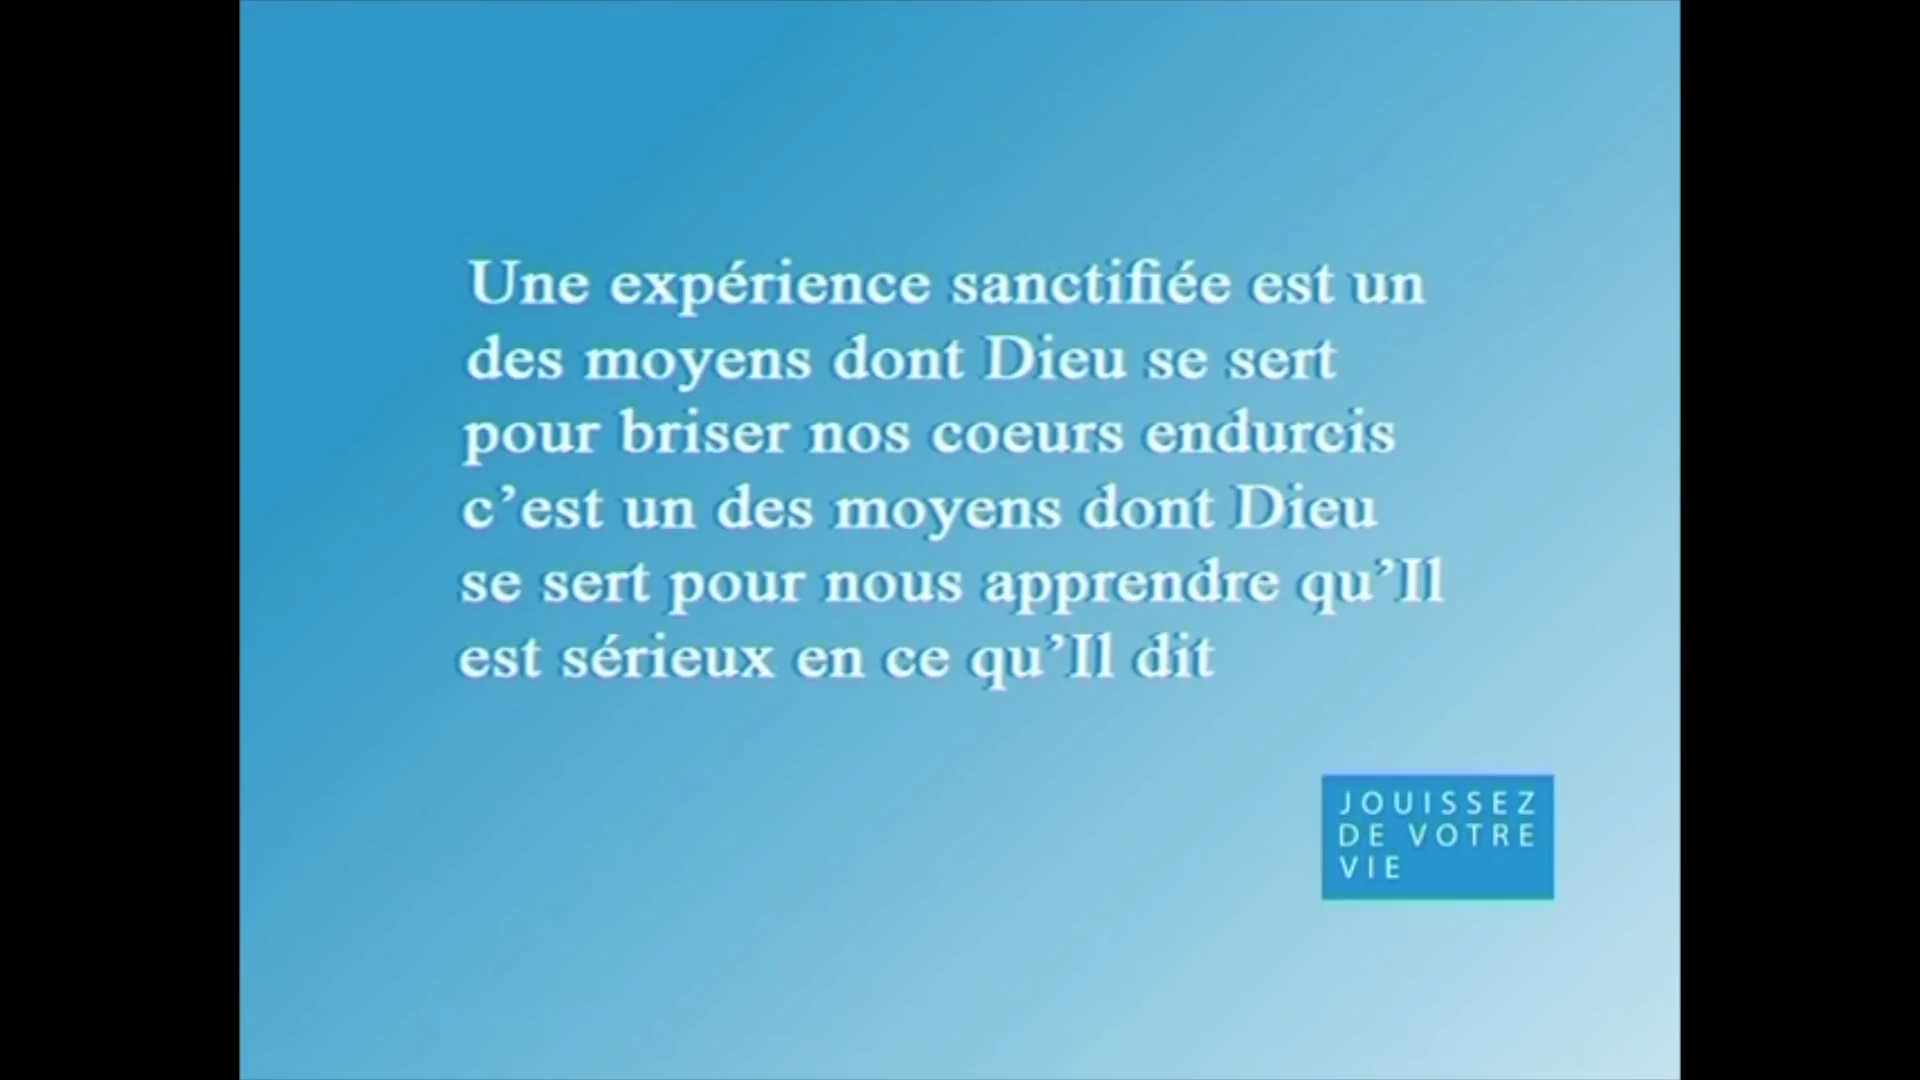 Une expérience sanctifiée est un
des moyens dont Dieu se sert
pour briser nos coeurs endurcis
c’est un des moyens dont Dieu
se sert pour nous apprendre qu’Il
est sérieux en ce qu’Il dit
JOUISSEZ
DE VOTRE
VIE